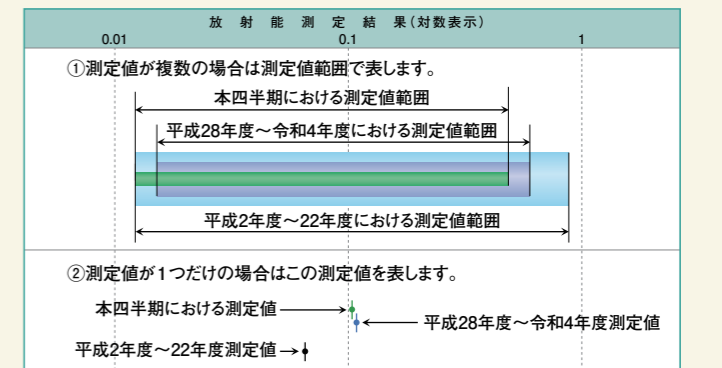 放射能測定結果(対数表示)
0.01 0.1 1
①測定値が複数の場合は測定値範囲で表します。
本四半期における測定値範囲
平成28年度～令和4年度における測定値範囲
平成2年度～22年度における測定値範囲
②測定値が1つだけの場合はこの測定値を表します。
本四半期における測定値
平成28年度～令和4年度測定値
平成2年度～22年度測定値